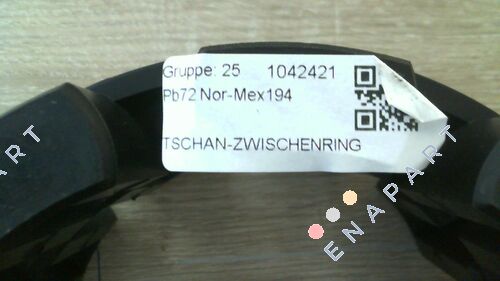 Gruppe: 25 1042421
Pb72 Nor-Mex194
TSCHAN-ZWISCHENRING
ENAPART
ENAPART